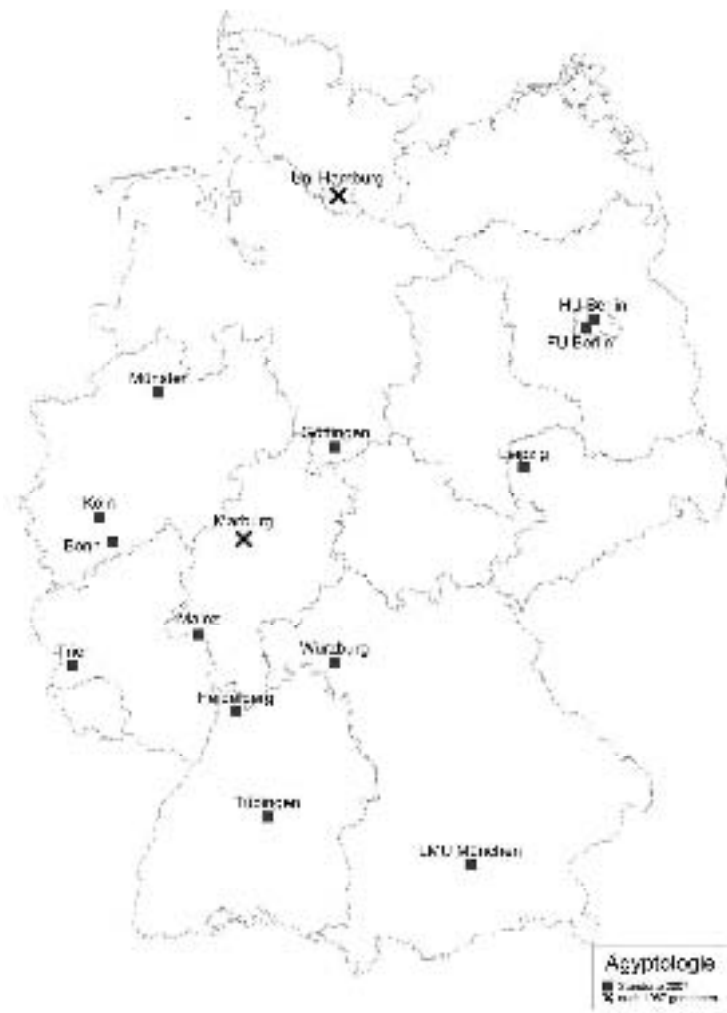 Uni Hamburg
HU Berlin
FU Berlin
Münster
Göttingen
Leipzig
Köln
Marburg
Bonn
Mainz
Trier
Würzburg
Heidelberg
Tübingen
LMU München
Ägyptologie
Standorte